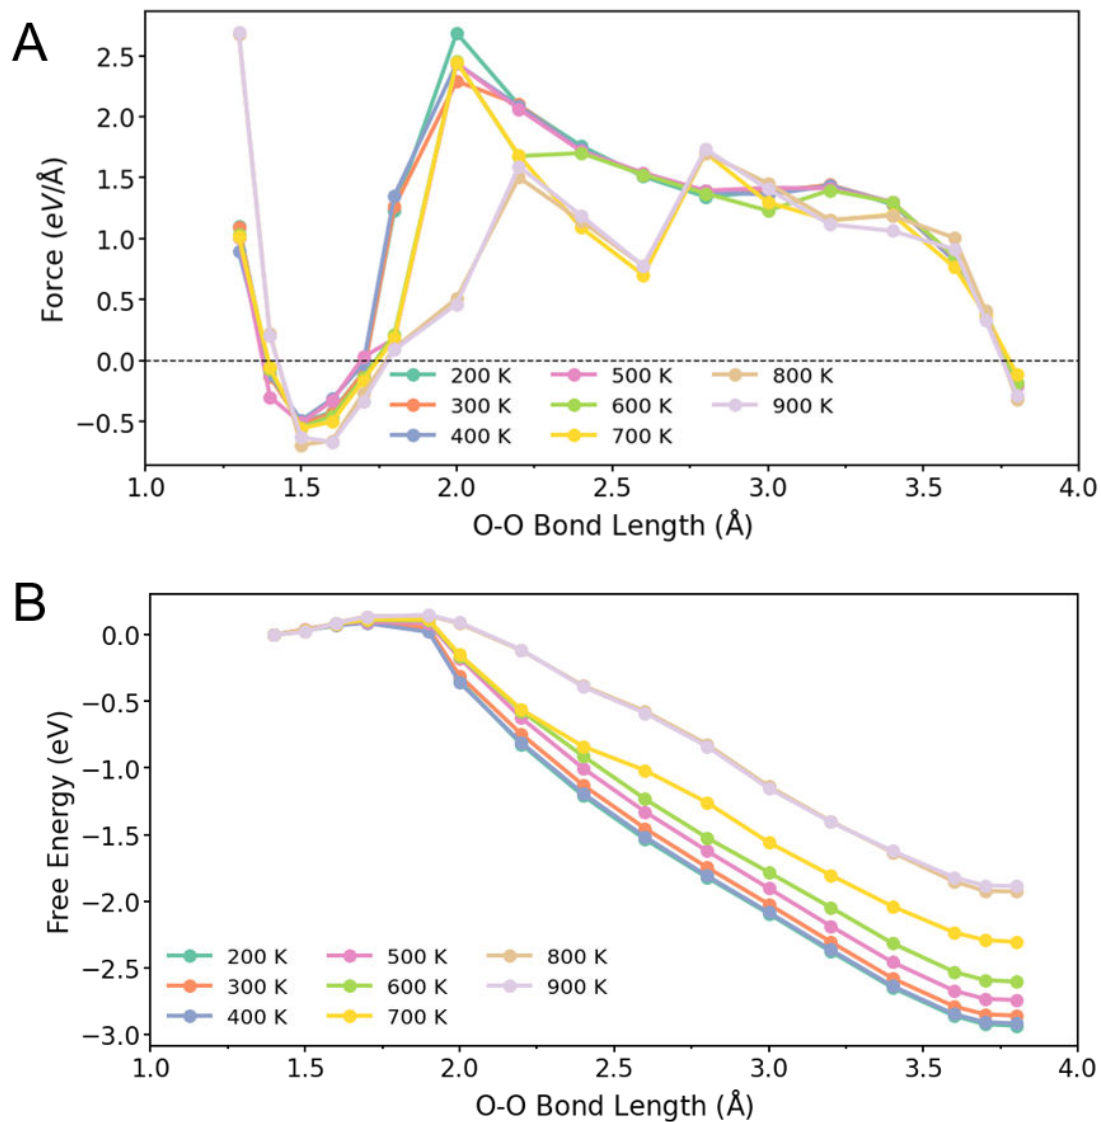 A
Force (eV/Å)
2.5
2.0
1.5
1.0
0.5
0.0
−0.5
200 K 500 K 800 K
300 K 600 K 900 K
400 K 700 K
1.0 1.5 2.0 2.5 3.0 3.5 4.0
O-O Bond Length (Å)
B
Free Energy (eV)
0.0
−0.5
−1.0
−1.5
−2.0
−2.5
−3.0
200 K 500 K 800 K
300 K 600 K 900 K
400 K 700 K
1.0 1.5 2.0 2.5 3.0 3.5 4.0
O-O Bond Length (Å)